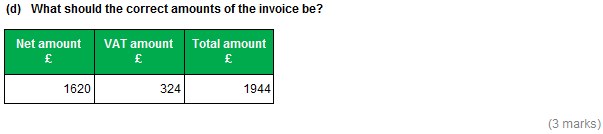 (d) What should the correct amounts of the invoice be?
Net amount £ VAT amount £ Total amount £
1620 324 1944
(3 marks)